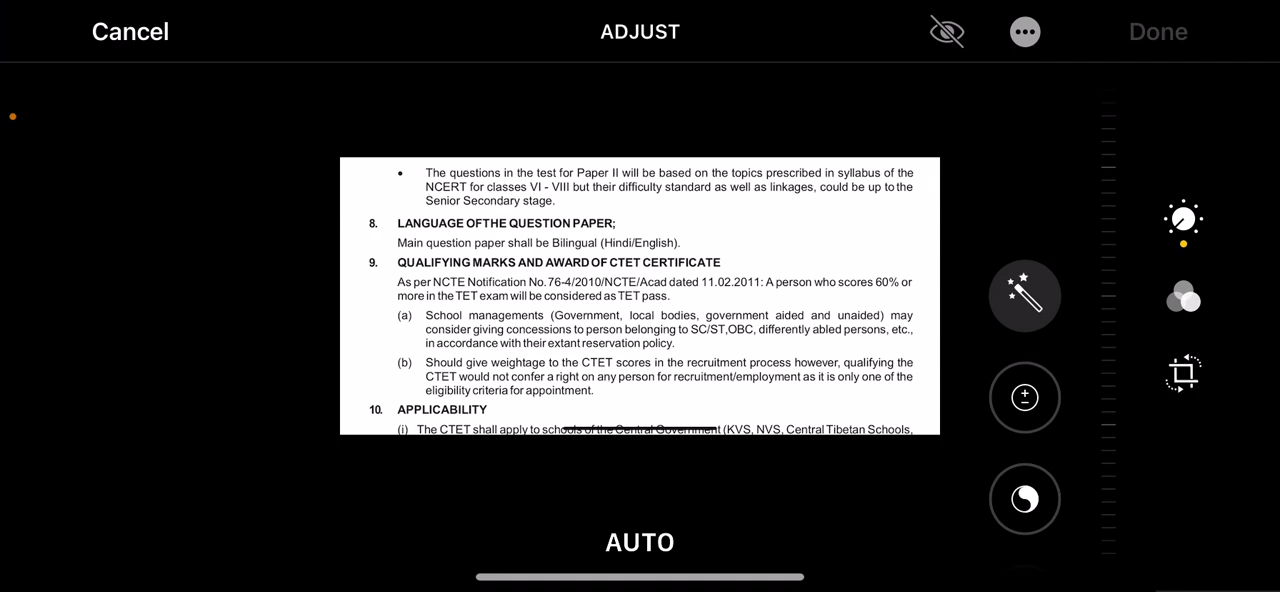 Cancel
ADJUST
Done
• The questions in the test for Paper II will be based on the topics prescribed in syllabus of the
NCERT for classes VI - VIII but their difficulty standard as well as linkages, could be up to the
Senior Secondary stage.
8. LANGUAGE OF THE QUESTION PAPER;
Main question paper shall be Bilingual (Hindi/English).
9. QUALIFYING MARKS AND AWARD OF CTET CERTIFICATE
As per NCTE Notification No. 76-4/2010/NCTE/Acad dated 11.02.2011: A person who scores 60% or
more in the TET exam will be considered as TET pass.
(a) School managements (Government, local bodies, government aided and unaided) may
consider giving concessions to person belonging to SC/ST,OBC, differently abled persons, etc.,
in accordance with their extant reservation policy.
(b) Should give weightage to the CTET scores in the recruitment process however, qualifying the
CTET would not confer a right on any person for recruitment/employment as it is only one of the
eligibility criteria for appointment.
10. APPLICABILITY
(i) The CTET shall apply to schools of the Central Government (KVS, NVS, Central Tibetan Schools,
AUTO